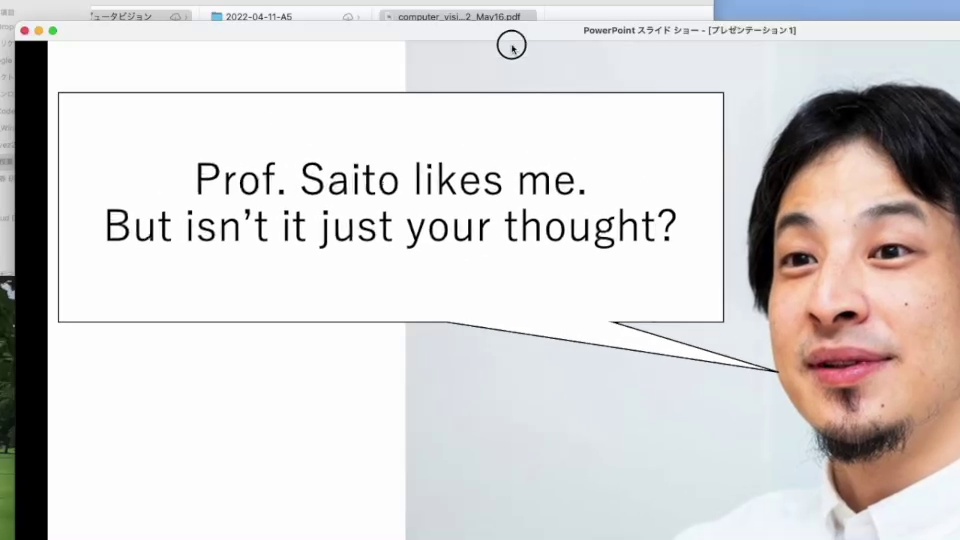 ュータビジョン
2022-04-11-A5
computer_visi...2_May16.pdf
PowerPoint スライド ショー - [プレゼンテーション1]
Prof. Saito likes me.
But isn't it just your thought?